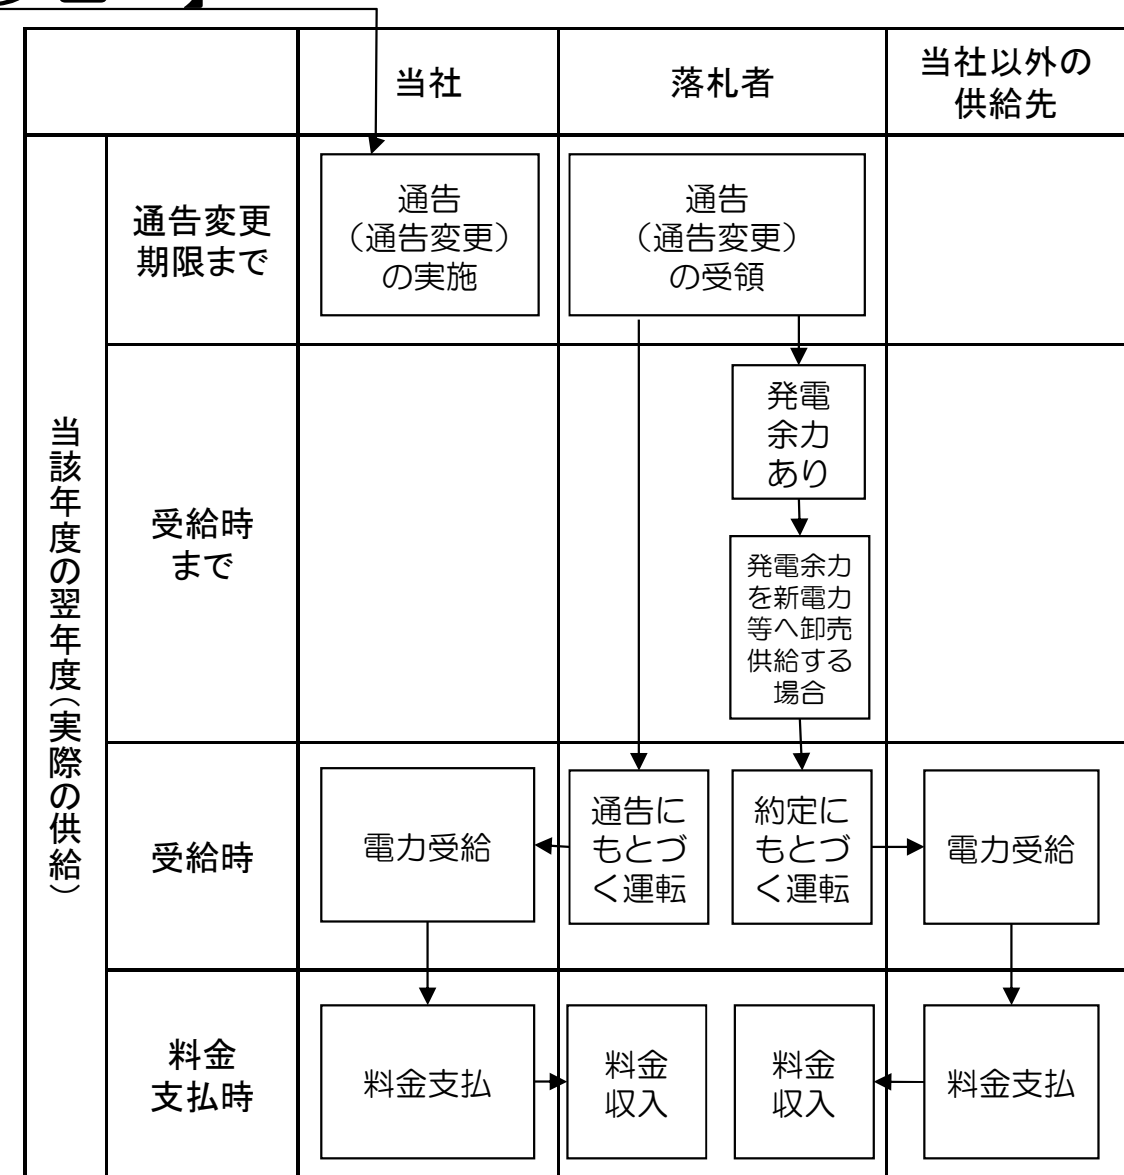 当社
落札者
当社以外の
供給先
当該年度の翌年度(実際の供給)
通告変更
期限まで
通告
(通告変更)
の実施
通告
(通告変更)
の受領
受給時
まで
発電
余力
あり
発電余力
を新電力
等へ卸売
供給する
場合
受給時
電力受給
通告に
もとづ
く運転
約定に
もとづ
く運転
電力受給
料金
支払時
料金支払
料金
収入
料金
収入
料金支払